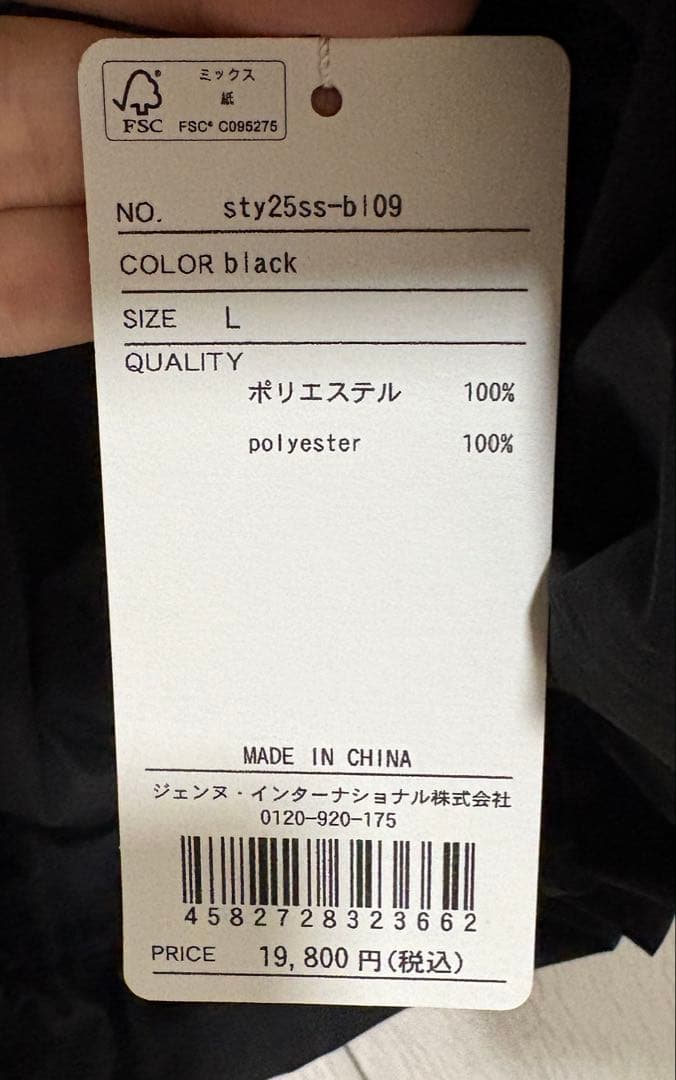 ミックス
紙
FSC® FSC® C095275
NO. sty25ss-bl09
COLOR black
SIZE L
QUALITY
ポリエステル 100%
polyester 100%
MADE IN CHINA
ジェンヌ・インターナショナル株式会社
0120-920-175
4582728323662
PRICE 19,800円(税込)